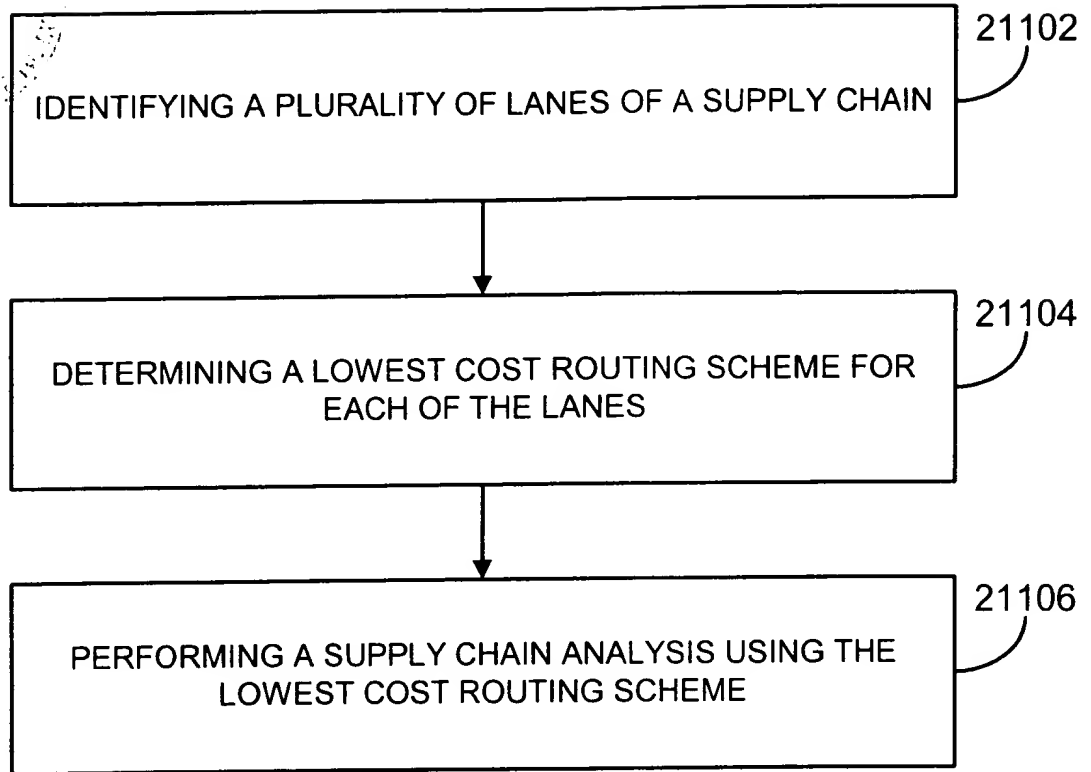 21102
IDENTIFYING A PLURALITY OF LANES OF A SUPPLY CHAIN
21104
DETERMINING A LOWEST COST ROUTING SCHEME FOR
EACH OF THE LANES
21106
PERFORMING A SUPPLY CHAIN ANALYSIS USING THE
LOWEST COST ROUTING SCHEME